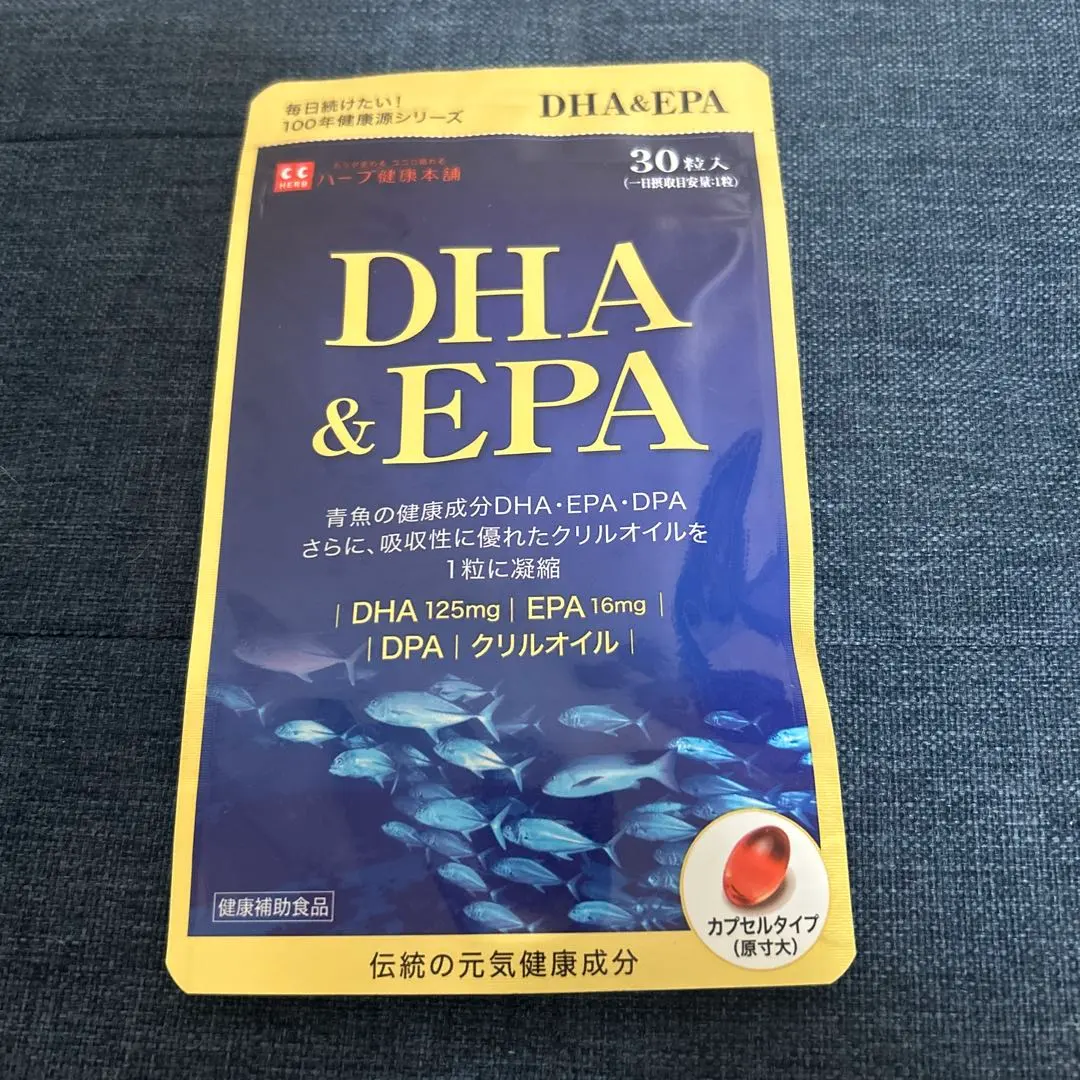 毎日続けたい!
100年健康源シリーズ
DHA&EPA
CC
HERB
ハーブ健康本舗
30粒入
(一日摂取目安量:1粒)
DHA
&EPA
青魚の健康成分DHA・EPA・DPA
さらに、吸収性に優れたクリルオイルを
1粒に凝縮
| DHA 125mg | EPA 16mg |
| DPA | クリルオイル |
カプセルタイプ
(原寸大)
健康補助食品
伝統の元気健康成分